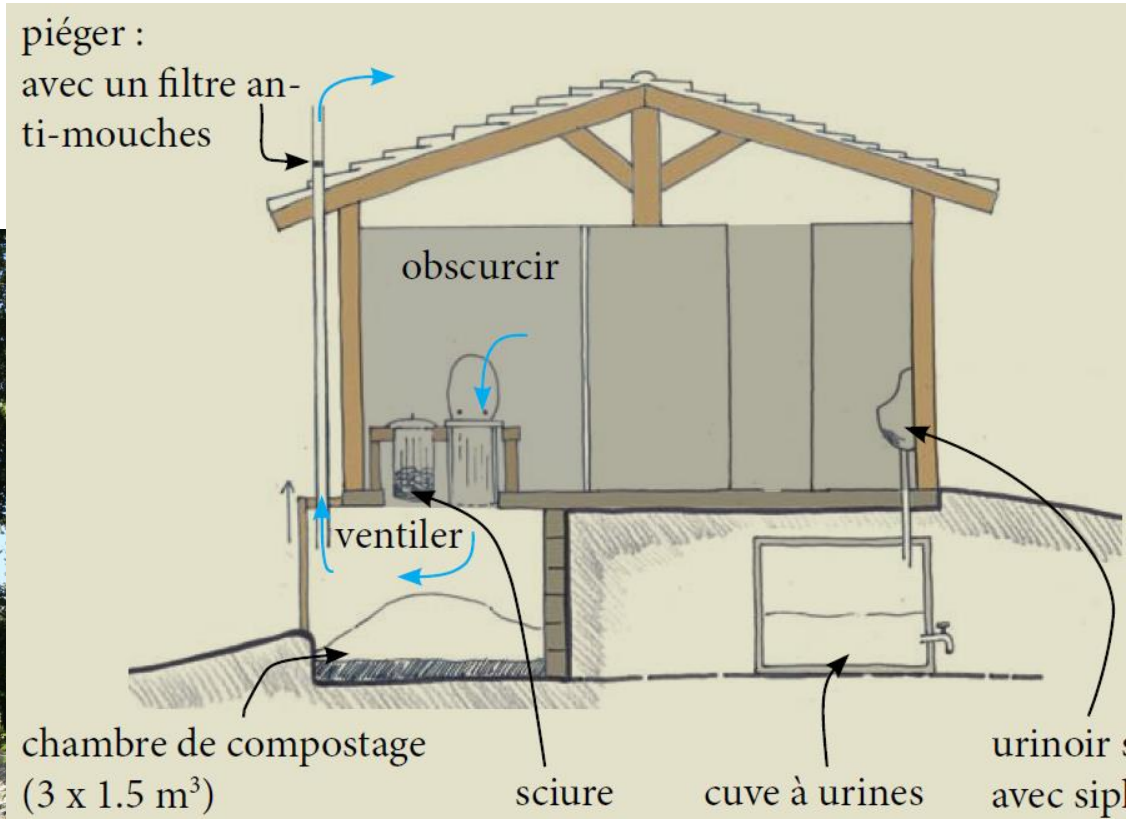 piéger :
avec un filtre an-
ti-mouches
obscurcir
ventiler
chambre de compostage
(3 x 1.5 m³)
sciure
cuve à urines
urinoir
avec